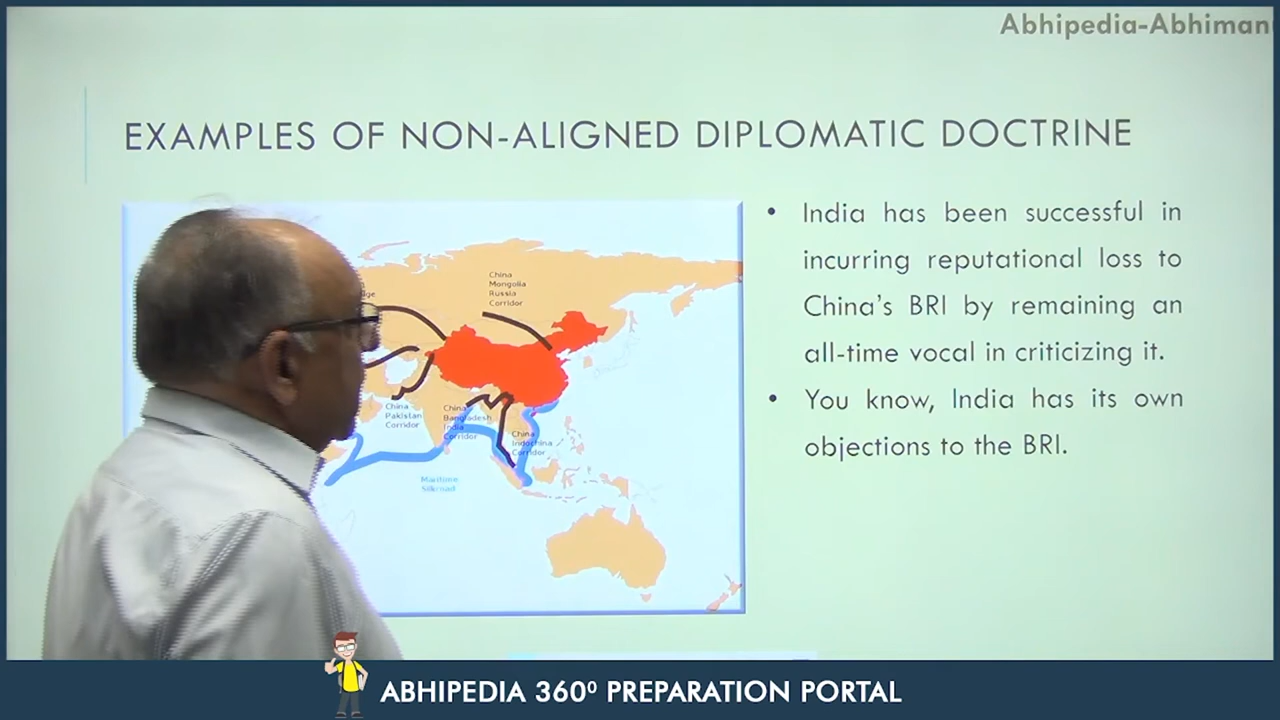 Abhipedia-Abhiman
EXAMPLES OF NON-ALIGNED DIPLOMATIC DOCTRINE
China
Mongolia
Russia
Corridor
China
Pakistan
Corridor
China
Bangladesh
India
Corridor
China
Indochina
Corridor
Maritime
Silkroad
• India has been successful in
incurring reputational loss to
China's BRI by remaining an
all-time vocal in criticizing it.
• You know, India has its own
objections to the BRI.
ABHIPEDIA 360⁰ PREPARATION PORTAL